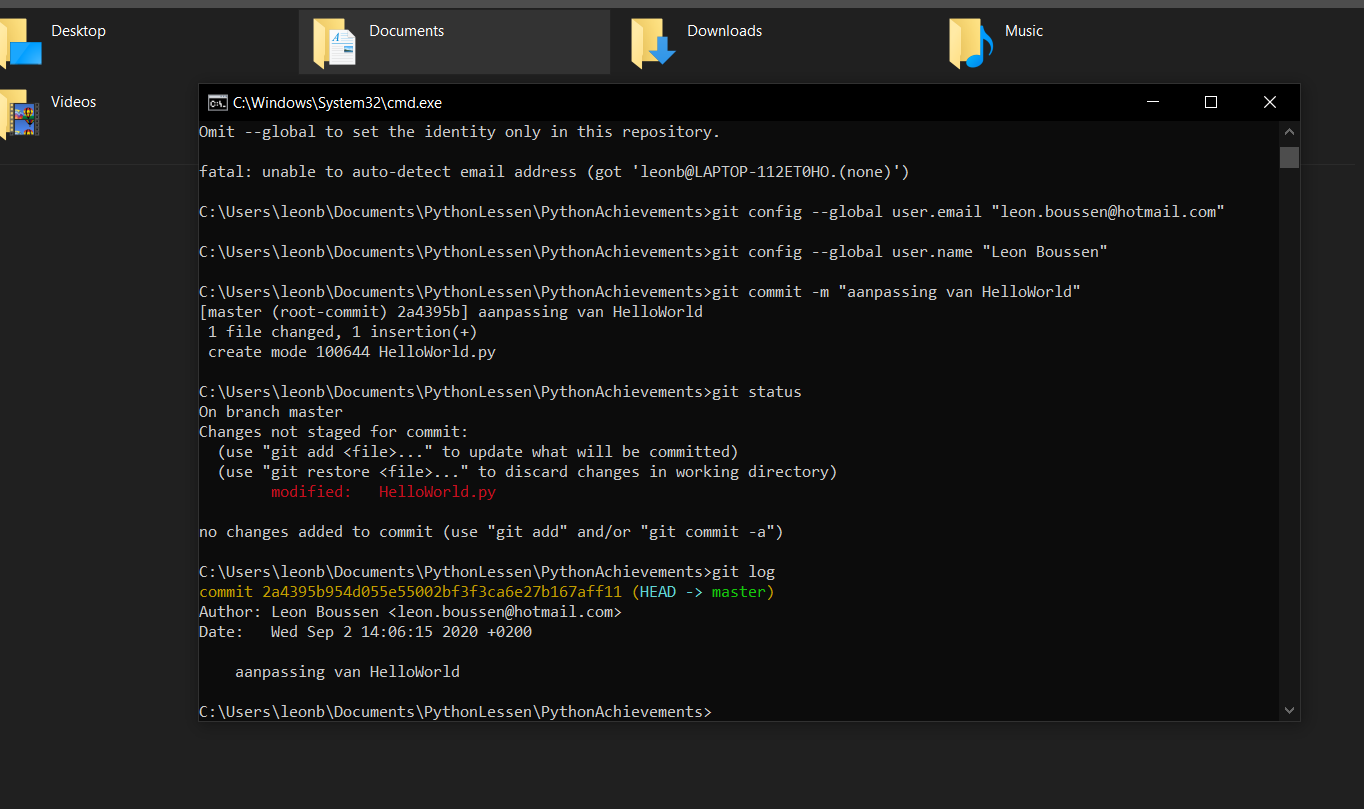 Desktop
Documents
Downloads
Music
Videos
C:\Windows\System32\cmd.exe
Omit --global to set the identity only in this repository.
fatal: unable to auto-detect email address (got 'leonb@LAPTOP-112ET0HO.(none)')
C:\Users\leonb\Documents\PythonLessen\PythonAchievements>git config --global user.email "leon.boussen@hotmail.com"
C:\Users\leonb\Documents\PythonLessen\PythonAchievements>git config --global user.name "Leon Boussen"
C:\Users\leonb\Documents\PythonLessen\PythonAchievements>git commit -m "aanpassing van HelloWorld"
[master (root-commit) 2a4395b] aanpassing van HelloWorld
 1 file changed, 1 insertion(+)
 create mode 100644 HelloWorld.py
C:\Users\leonb\Documents\PythonLessen\PythonAchievements>git status
On branch master
Changes not staged for commit:
  (use "git add <file>..." to update what will be committed)
  (use "git restore <file>..." to discard changes in working directory)
        modified:   HelloWorld.py
no changes added to commit (use "git add" and/or "git commit -a")
C:\Users\leonb\Documents\PythonLessen\PythonAchievements>git log
commit 2a4395b954d055e55002bf3f3ca6e27b167aff11 (HEAD -> master)
Author: Leon Boussen <leon.boussen@hotmail.com>
Date:   Wed Sep 2 14:06:15 2020 +0200
    aanpassing van HelloWorld
C:\Users\leonb\Documents\PythonLessen\PythonAchievements>